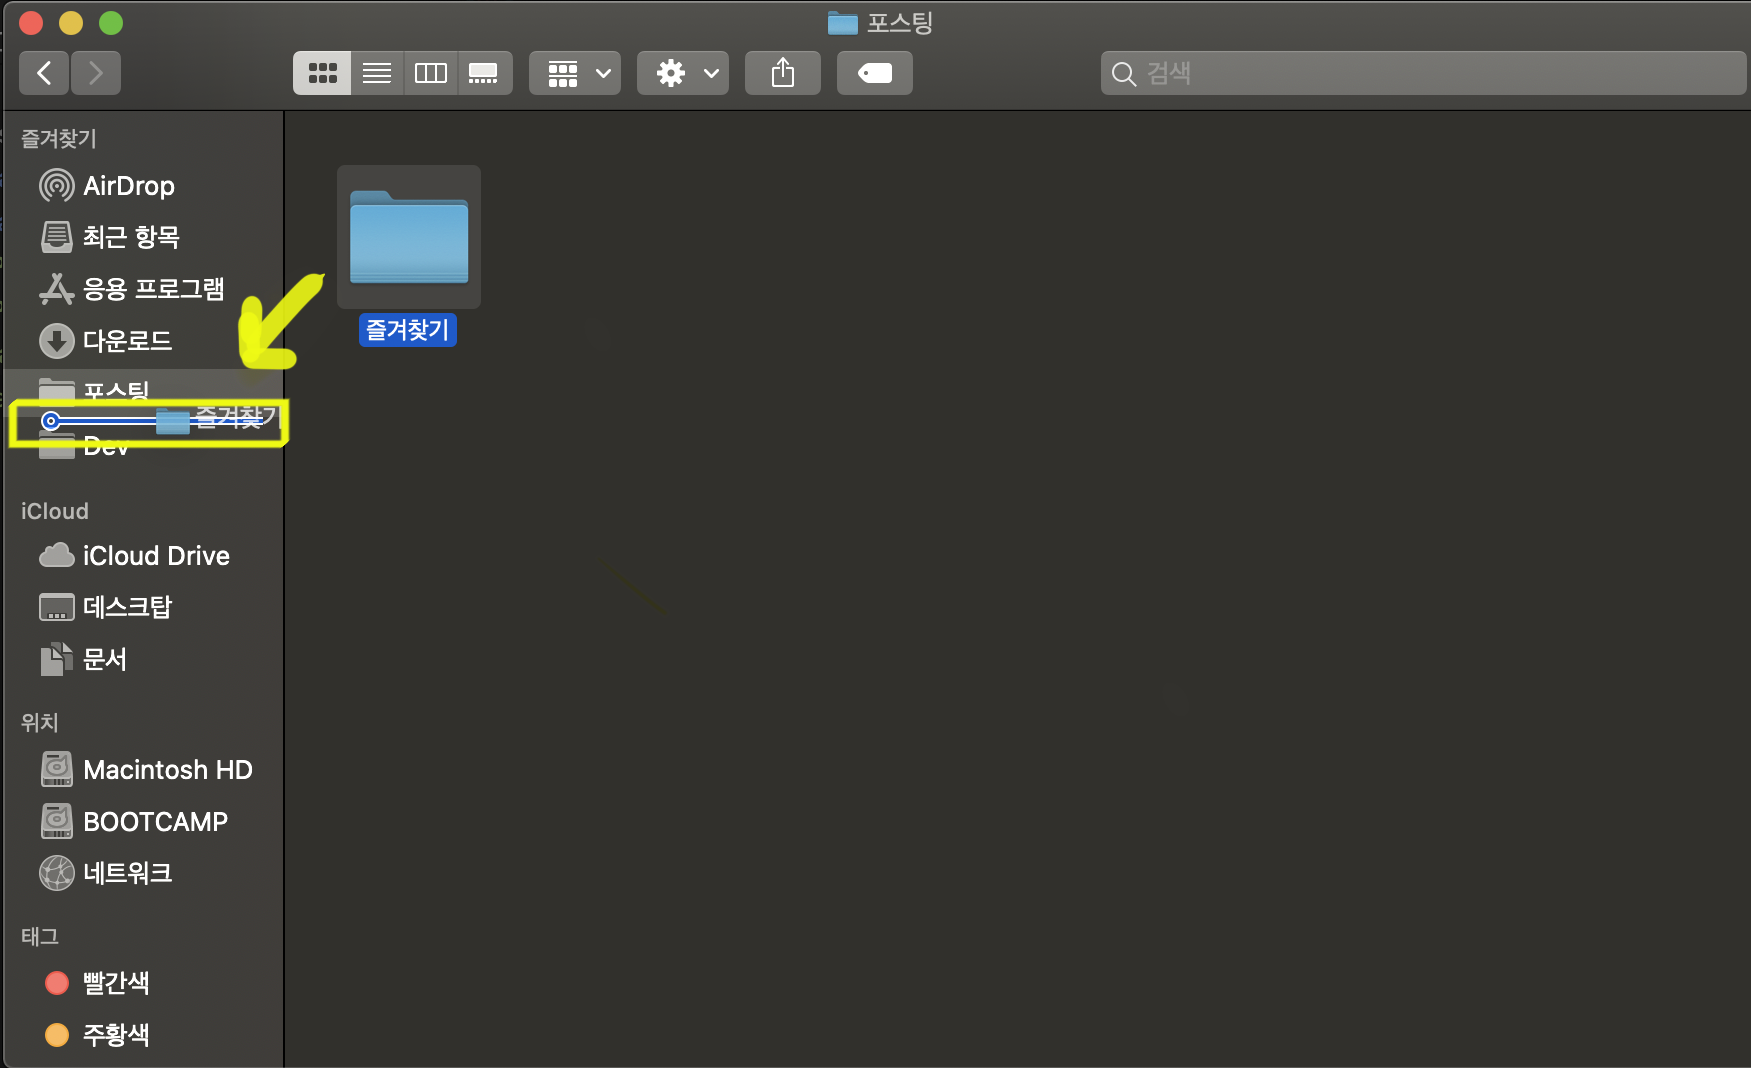 포스팅
검색
즐겨찾기
AirDrop
최근 항목
응용 프로그램
다운로드
포스팅
즐겨찾기
Dev
iCloud
iCloud Drive
데스크탑
문서
위치
Macintosh HD
BOOTCAMP
네트워크
태그
빨간색
주황색
즐겨찾기